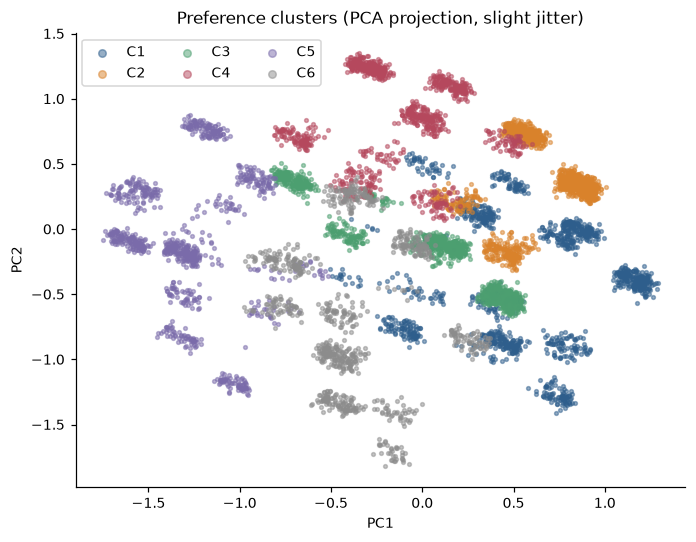 Preference clusters (PCA projection, slight jitter)
C1 C3 C5
C2 C4 C6
1.5
1.0
0.5
0.0
−0.5
−1.0
−1.5
PC2
−1.5 −1.0 −0.5 0.0 0.5 1.0
PC1